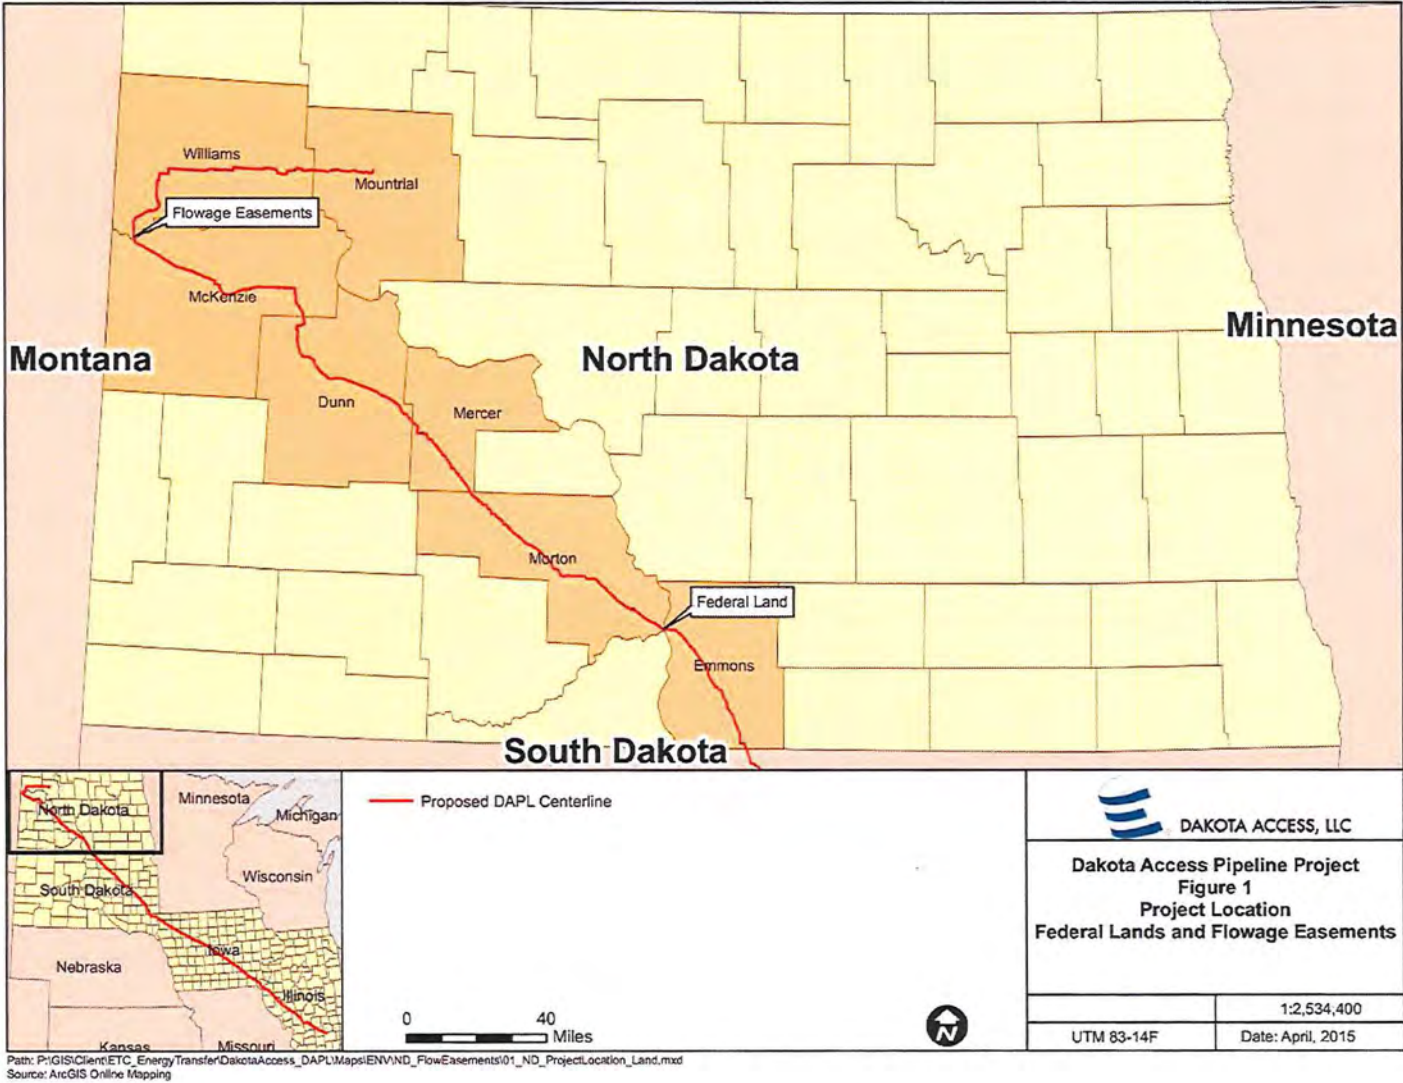 Williams
Mountrial
Flowage Easements
McKenzie
Montana
North Dakota
Minnesota
Dunn
Mercer
Morton
Federal Land
Emmons
South Dakota
North Dakota
Minnesota
Michigan
Wisconsin
South Dakota
Iowa
Nebraska
Illinois
Kansas
Missouri
Proposed DAPL Centerline
0 40
Miles
N
DAKOTA ACCESS, LLC
Dakota Access Pipeline Project
Figure 1
Project Location
Federal Lands and Flowage Easements
1:2,534,400
UTM 83-14F
Date: April, 2015
Path: P:\GIS\Client\ETC_EnergyTransfer\DakotaAccess_DAPL\Maps\ENV\ND_FlowEasements\01_ND_ProjectLocation_Land.mxd
Source: ArcGIS Online Mapping